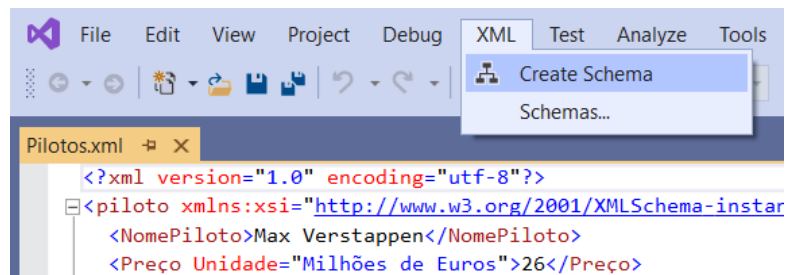 File Edit View Project Debug XML Test Analyze Tools
Create Schema
Schemas...
Pilotos.xml
<?xml version="1.0" encoding="utf-8"?>
<piloto xmlns:xsi="http://www.w3.org/2001/XMLSchema-instan
<NomePiloto>Max Verstappen</NomePiloto>
<Preço Unidade="Milhões de Euros">26</Preço>